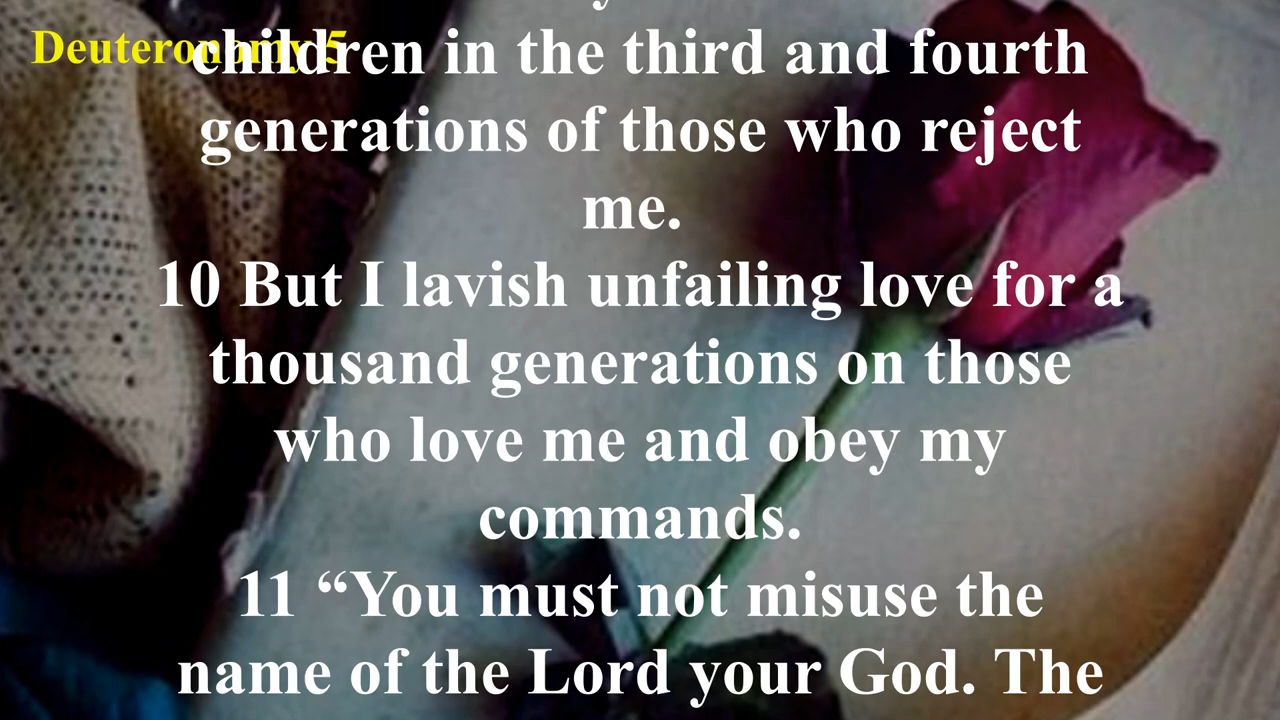 Deuteronomy 5
children in the third and fourth
generations of those who reject
me.
10 But I lavish unfailing love for a
thousand generations on those
who love me and obey my
commands.
11 “You must not misuse the
name of the Lord your God. The